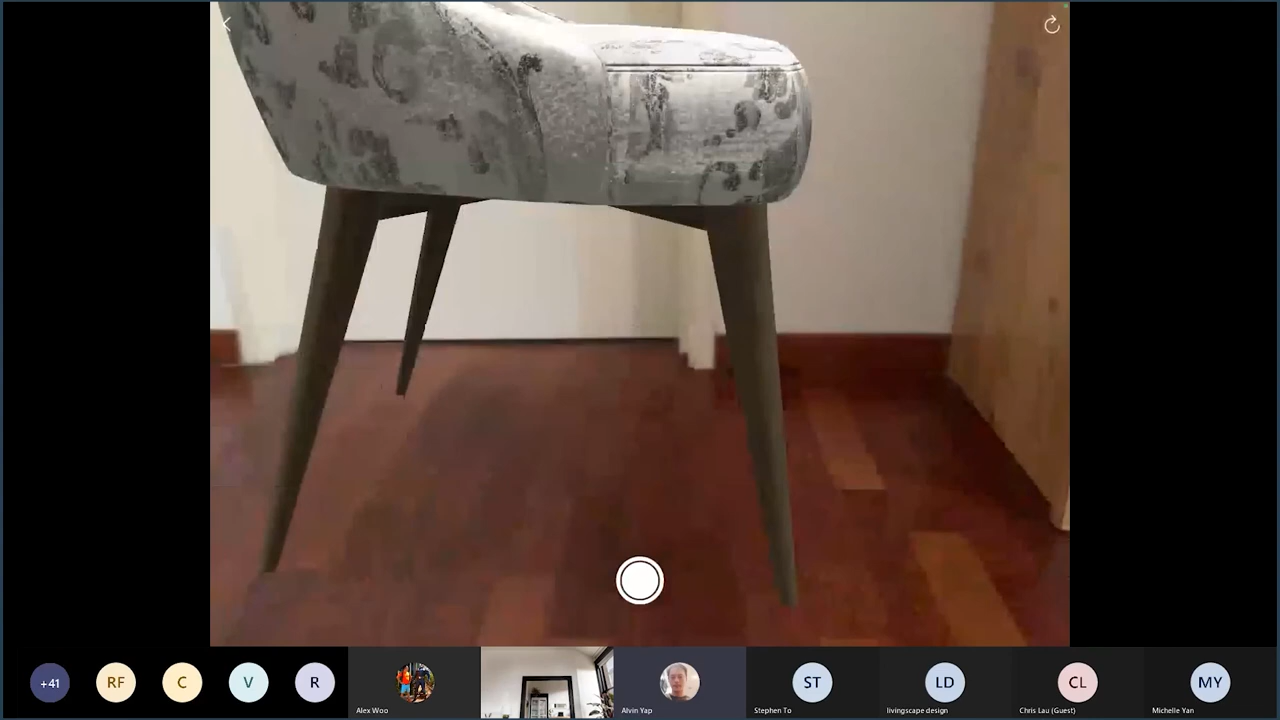 +41
RF
C
V
R
Alex Woo
Alvin Yap
ST
Stephen To
LD
livingscape design
CL
Chris Lau (Guest)
MY
Michelle Yan